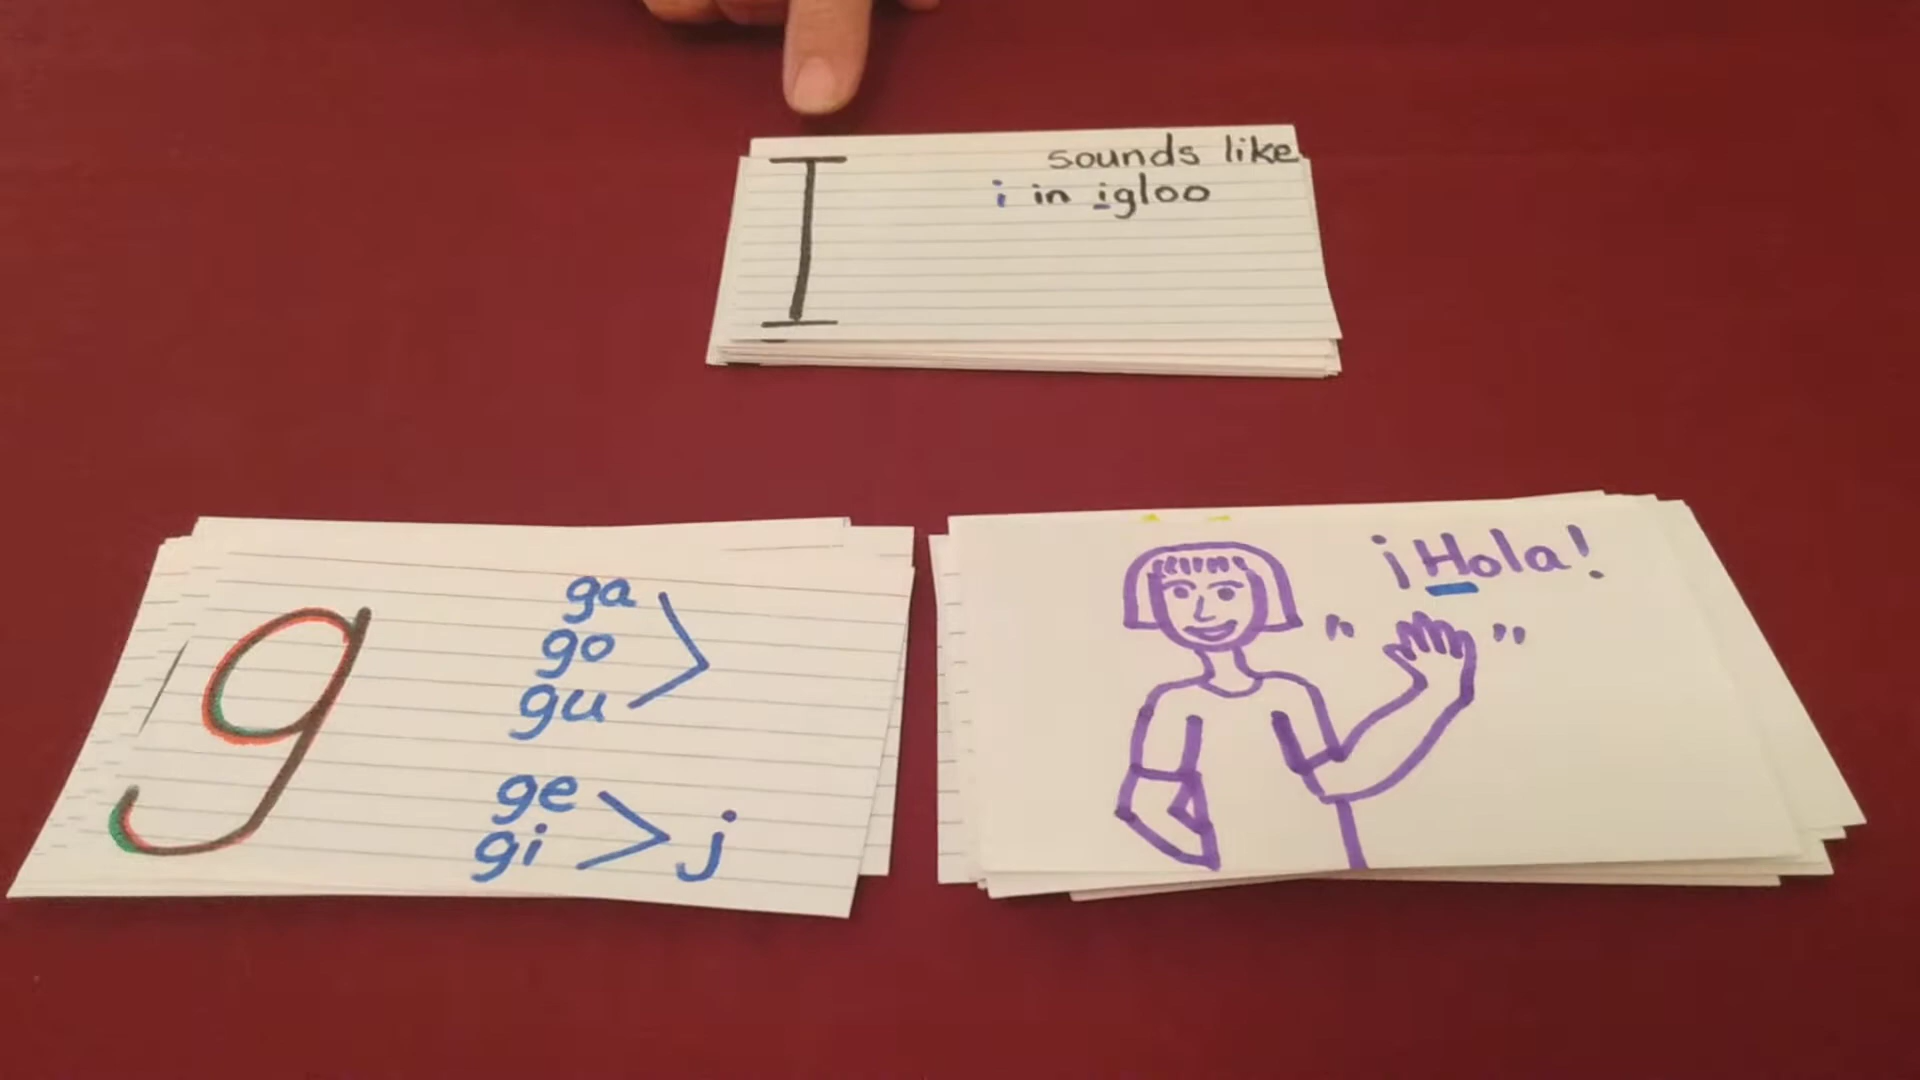 I
sounds like
i in igloo
g
ga
go
gu
ge
gi
j
¡Hola!
" "